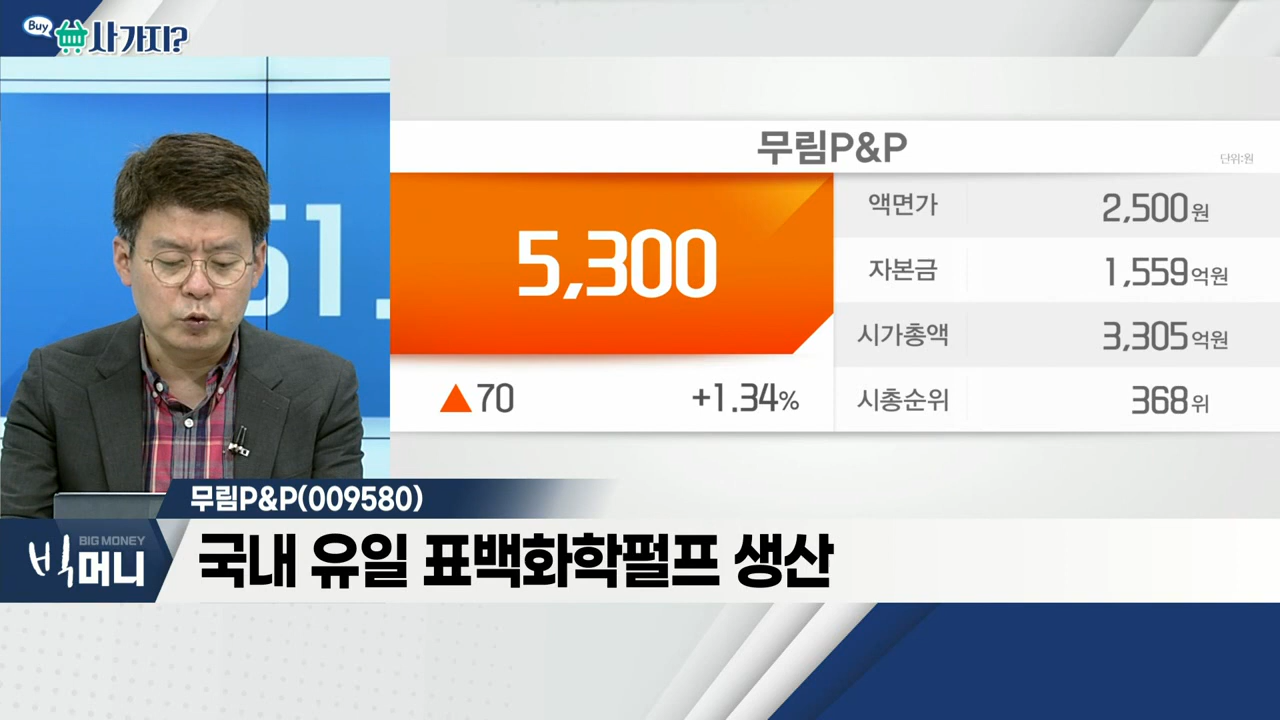 Buy
사가지?
51.
무림P&P
단위:원
5,300
▲70 +1.34%
액면가 2,500원
자본금 1,559억원
시가총액 3,305억원
시총순위 368위
무림P&P(009580)
BIG MONEY
빅머니
국내 유일 표백화학펄프 생산